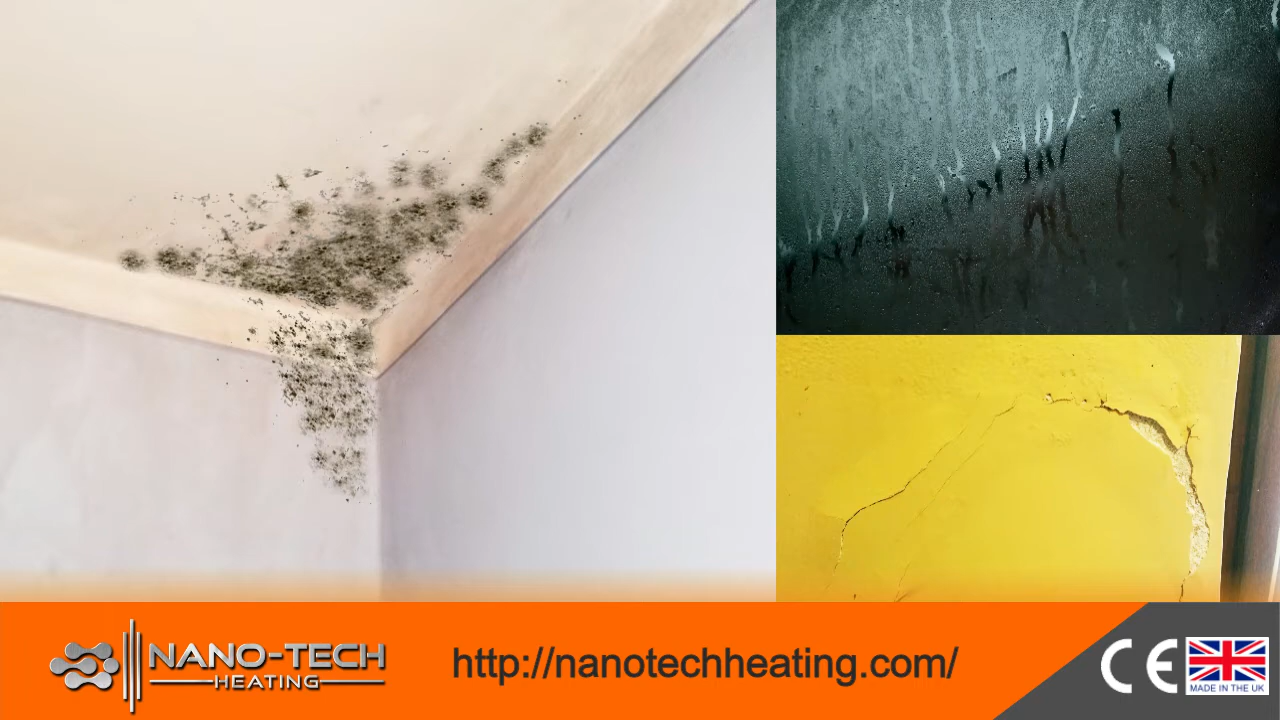 NANO-TECH
HEATING
http://nanotechheating.com/
CE
MADE IN THE UK